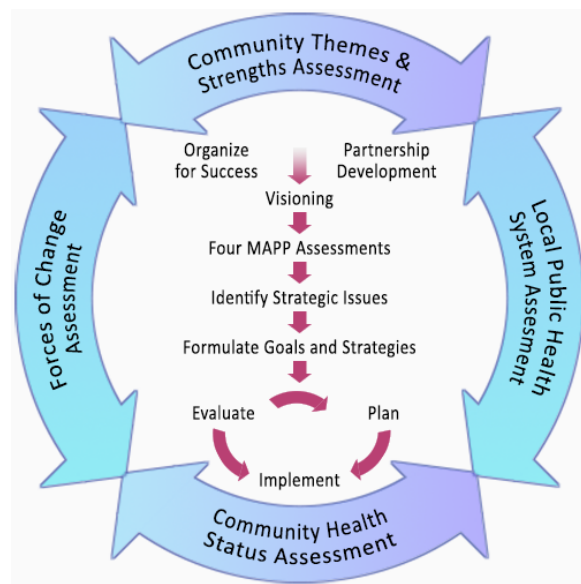 Community Themes &
Strengths Assessment
Organize
for Success
Partnership
Development
Visioning
Four MAPP Assessments
Identify Strategic Issues
Formulate Goals and Strategies
Evaluate
Plan
Implement
Forces of Change
Assessment
Local Public Health
System Assesment
Community Health
Status Assessment